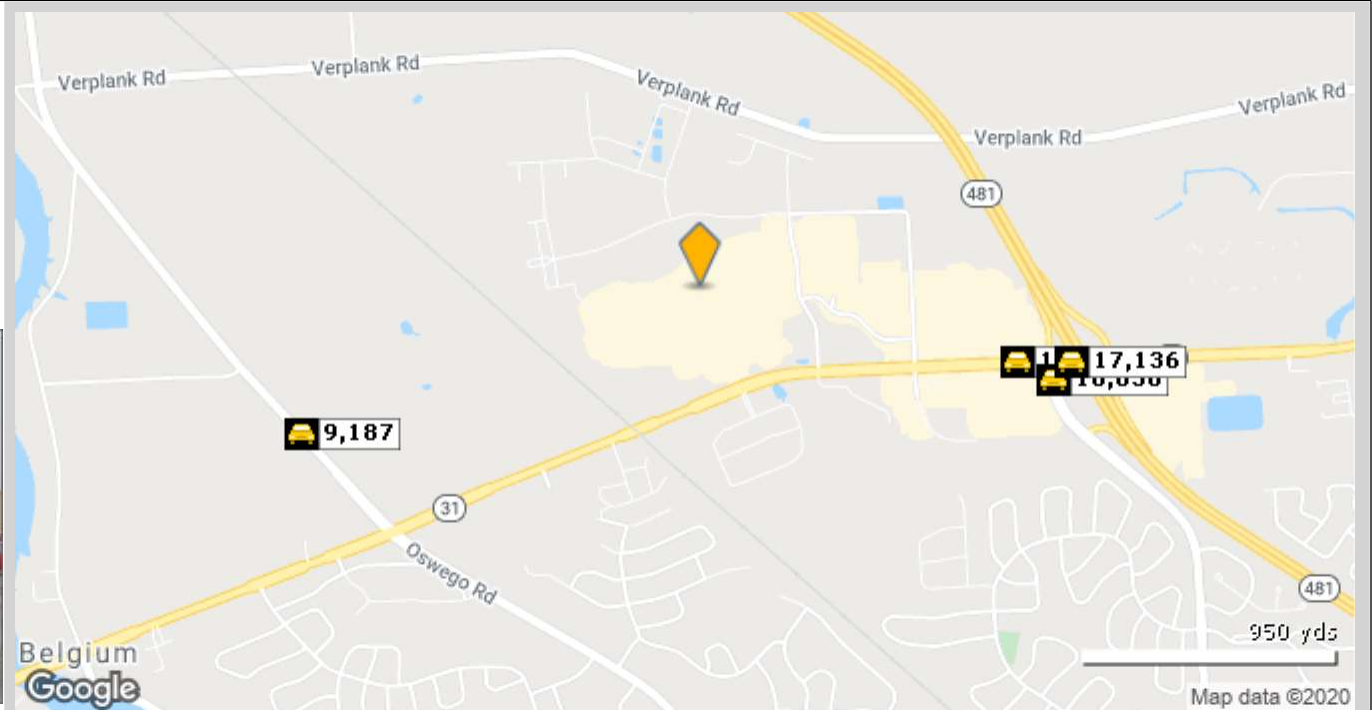 Verplank Rd
Verplank Rd
Verplank Rd
Verplank Rd
Verplank Rd
481
17,136
9,187
31
Oswego Rd
481
950 yds
Belgium
Google
Map data ©2020